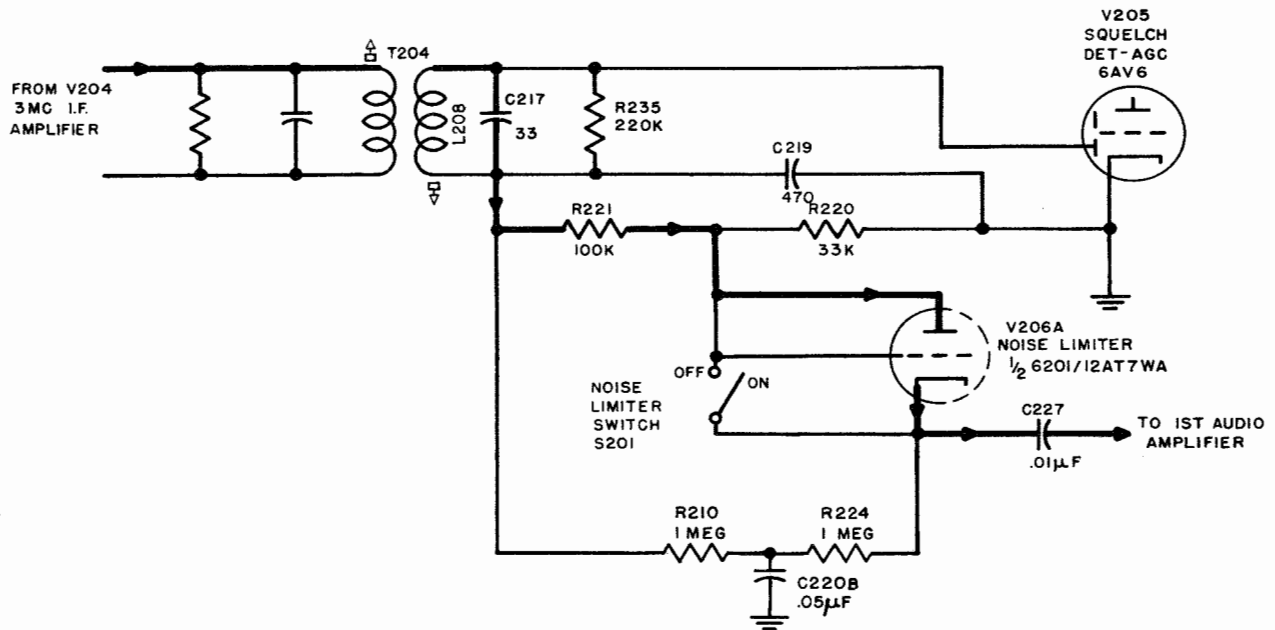 V205
SQUELCH
DET-AGC
6AV6
T204
FROM V204
3MC I.F.
AMPLIFIER
L208
C217
33
R235
220K
C219
470
R221
100K
R220
33K
V206A
NOISE LIMITER
1/2 6201/12AT7WA
OFF
ON
NOISE
LIMITER
SWITCH
S201
C227
.01µF
TO 1ST AUDIO
AMPLIFIER
R210
1 MEG
R224
1 MEG
C220B
.05µF